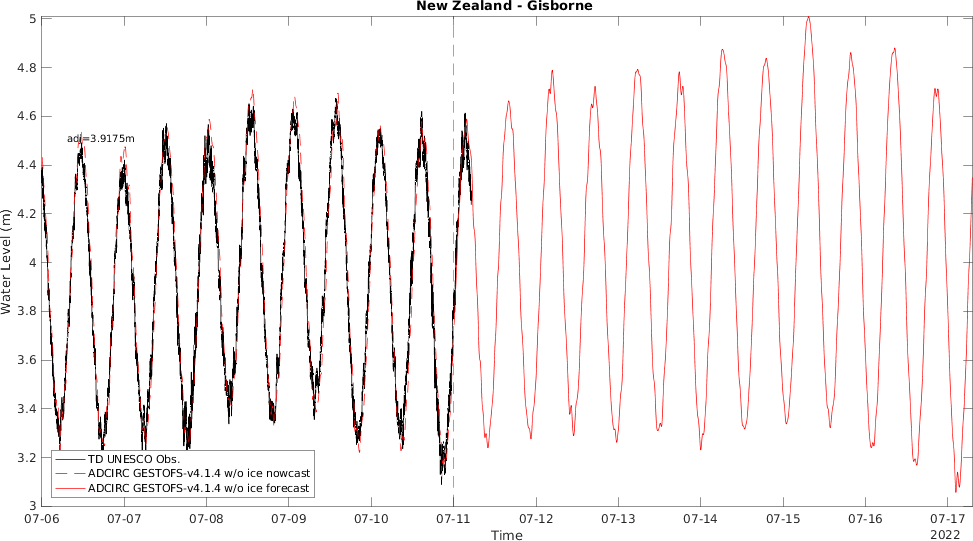 New Zealand - Gisborne
5
4.8
4.6
4.4
4.2
4
3.8
3.6
3.4
3.2
3
Water Level (m)
adj=3.9175m
TD UNESCO Obs.
ADCIRC GESTOFS-v4.1.4 w/o ice nowcast
ADCIRC GESTOFS-v4.1.4 w/o ice forecast
07-06 07-07 07-08 07-09 07-10 07-11 07-12 07-13 07-14 07-15 07-16 07-17
2022
Time